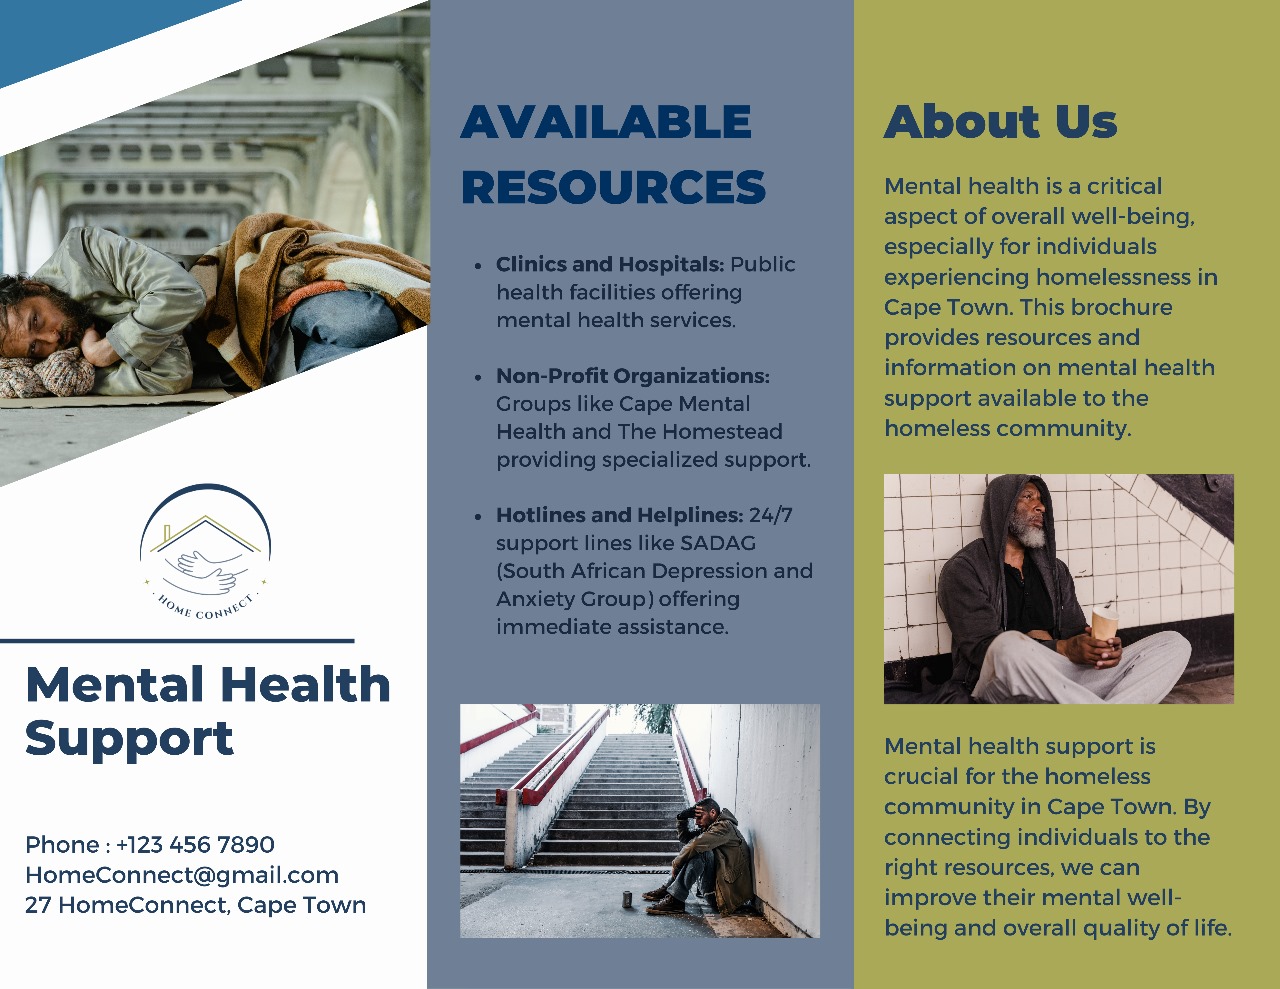 HOME CONNECT
Mental Health
Support
Phone : +123 456 7890
HomeConnect@gmail.com
27 HomeConnect, Cape Town
AVAILABLE
RESOURCES
• Clinics and Hospitals: Public
health facilities offering
mental health services.
• Non-Profit Organizations:
Groups like Cape Mental
Health and The Homestead
providing specialized support.
• Hotlines and Helplines: 24/7
support lines like SADAG
(South African Depression and
Anxiety Group) offering
immediate assistance.
About Us
Mental health is a critical
aspect of overall well-being,
especially for individuals
experiencing homelessness in
Cape Town. This brochure
provides resources and
information on mental health
support available to the
homeless community.
Mental health support is
crucial for the homeless
community in Cape Town. By
connecting individuals to the
right resources, we can
improve their mental well-
being and overall quality of life.